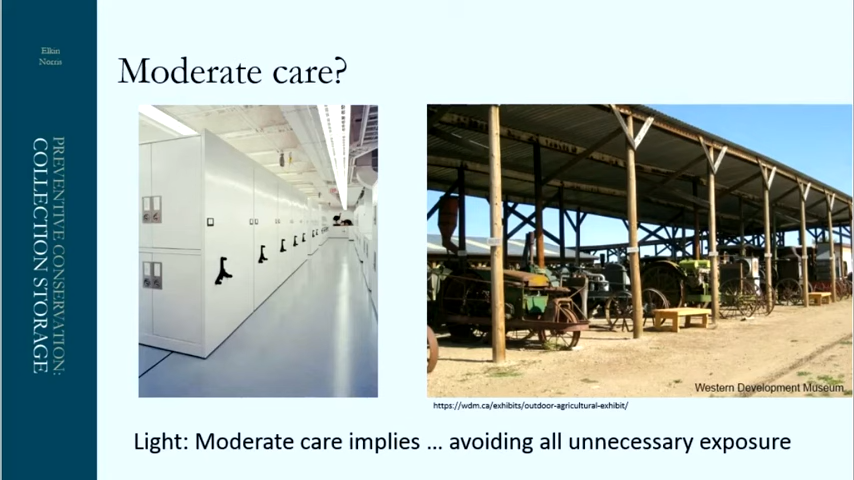 Elkin
Norris
PREVENTIVE CONSERVATION:
COLLECTION STORAGE
Moderate care?
Western Development Museum
https://wdm.ca/exhibits/outdoor-agricultural-exhibit/
Light: Moderate care implies ... avoiding all unnecessary exposure